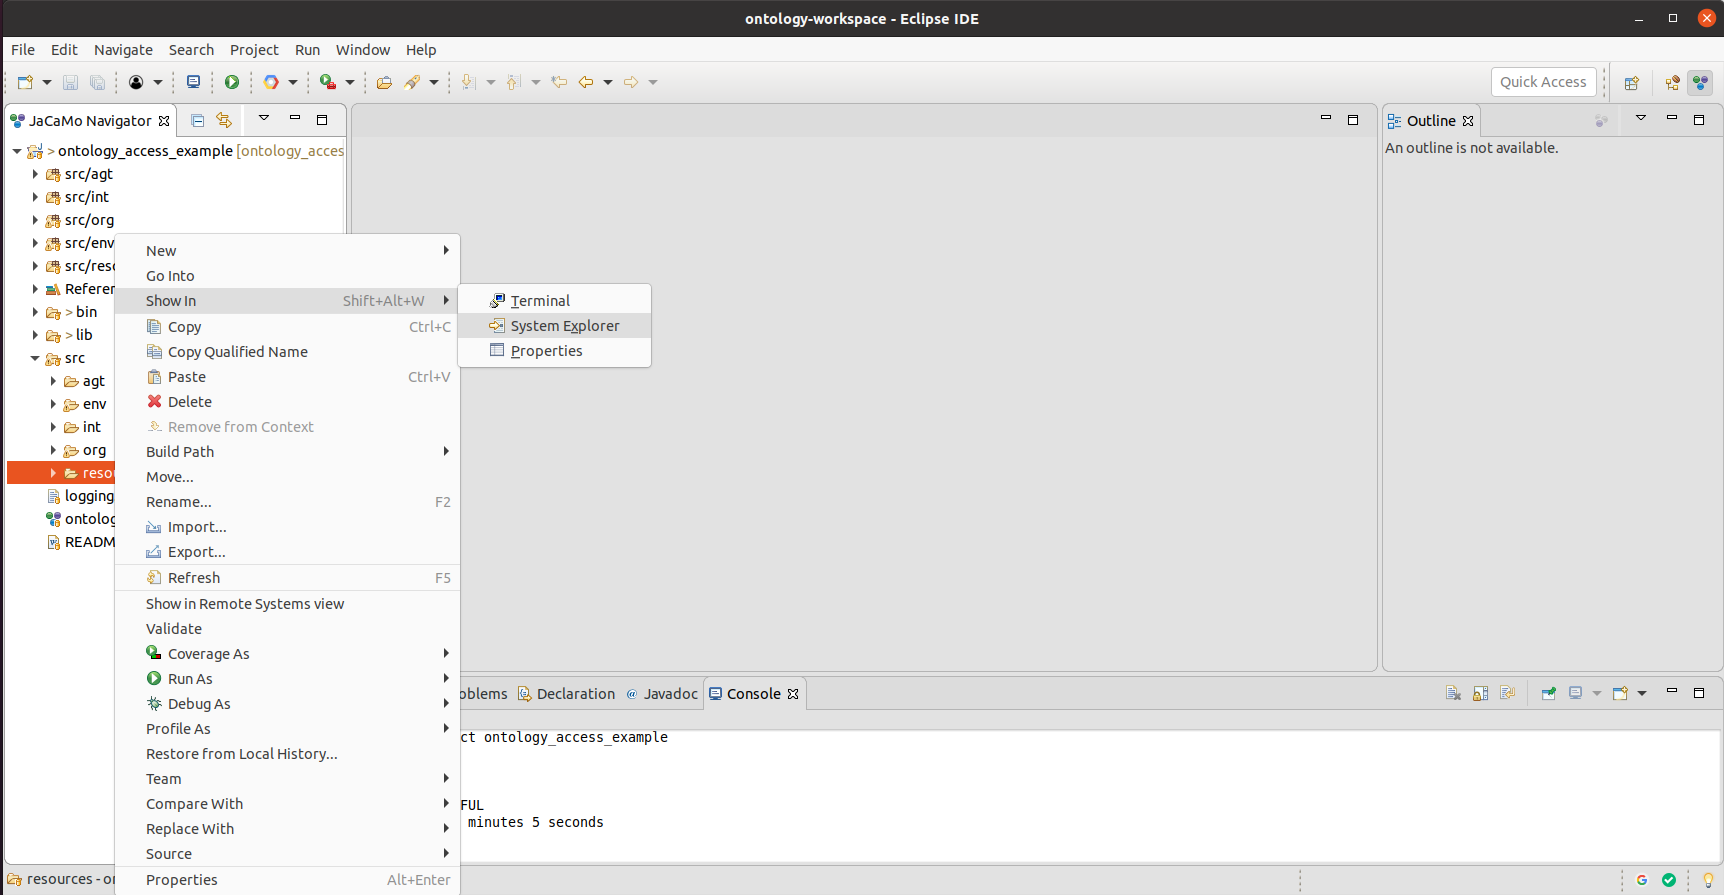 ontology-workspace - Eclipse IDE
File Edit Navigate Search Project Run Window Help
Quick Access
JaCaMo Navigator
Outline
An outline is not available.
> ontology_access_example [ontology_acces
src/agt
src/int
src/org
src/env
src/reso
Referen
> bin
> lib
src
agt
env
int
org
resou
logging
ontolog
READM
New
Go Into
Show In Shift+Alt+W
Copy Ctrl+C
Copy Qualified Name
Paste Ctrl+V
Delete
Remove from Context
Build Path
Move...
Rename... F2
Import...
Export...
Refresh F5
Show in Remote Systems view
Validate
Coverage As
Run As
Debug As
Profile As
Restore from Local History...
Team
Compare With
Replace With
Source
Properties Alt+Enter
Terminal
System Explorer
Properties
oblems Declaration Javadoc Console
ct ontology_access_example
FUL
minutes 5 seconds
resources - on